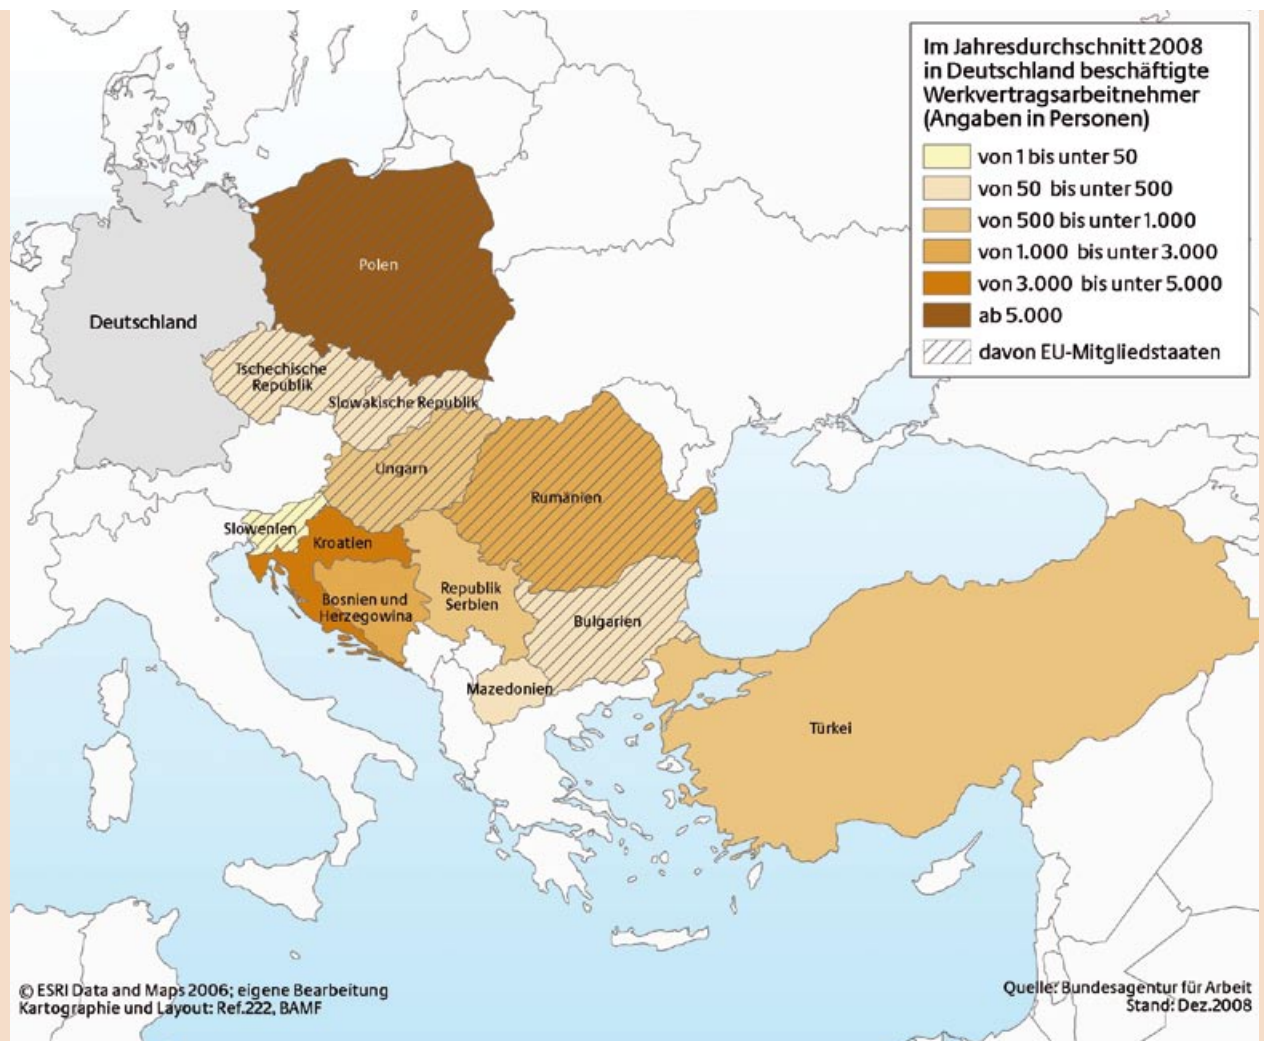 Im Jahresdurchschnitt 2008
in Deutschland beschäftigte
Werkvertragsarbeitnehmer
(Angaben in Personen)
von 1 bis unter 50
von 50 bis unter 500
von 500 bis unter 1.000
von 1.000 bis unter 3.000
von 3.000 bis unter 5.000
ab 5.000
davon EU-Mitgliedstaaten
Polen
Deutschland
Tschechische
Republik
Slowakische Republik
Ungarn
Rumänien
Slowenien
Kroatien
Bosnien und
Herzegowina
Republik
Serbien
Bulgarien
Mazedonien
Türkei
© ESRI Data and Maps 2006; eigene Bearbeitung
Kartographie und Layout: Ref.222, BAMF
Quelle: Bundesagentur für Arbeit
Stand: Dez.2008